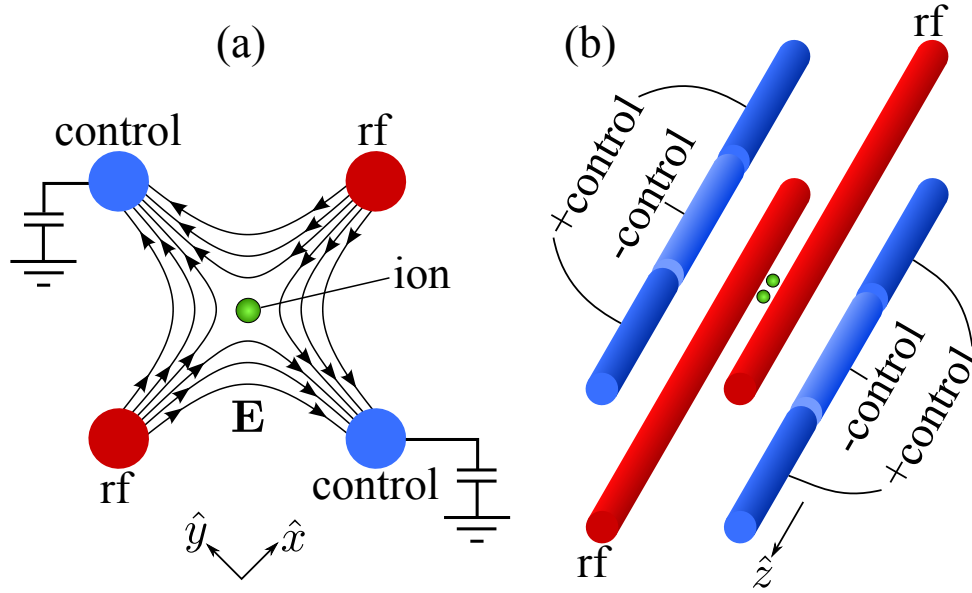 (a)
control
rf
ion
E
rf
control
ŷ
x̂
(b)
rf
+control
-control
-control
+control
rf
ẑ